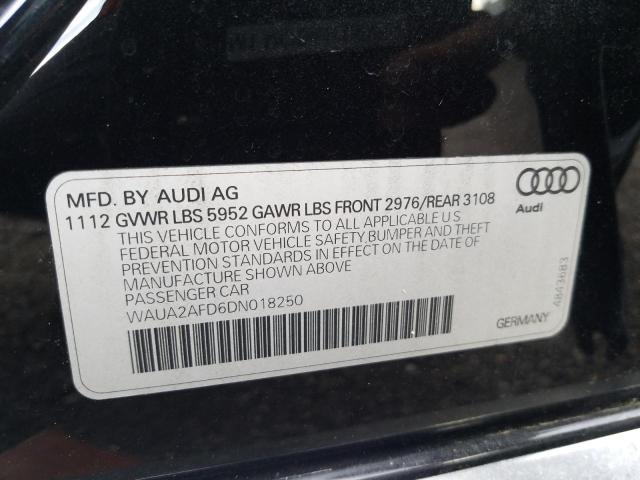 MFD. BY AUDI AG
1112 GVWR LBS 5952 GAWR LBS FRONT 2976/REAR 3108
THIS VEHICLE CONFORMS TO ALL APPLICABLE U S
FEDERAL MOTOR VEHICLE SAFETY,BUMPER AND THEFT
PREVENTION STANDARDS IN EFFECT ON THE DATE OF
MANUFACTURE SHOWN ABOVE
PASSENGER CAR
WAUA2AFD6DN018250
Audi
4843683
GERMANY